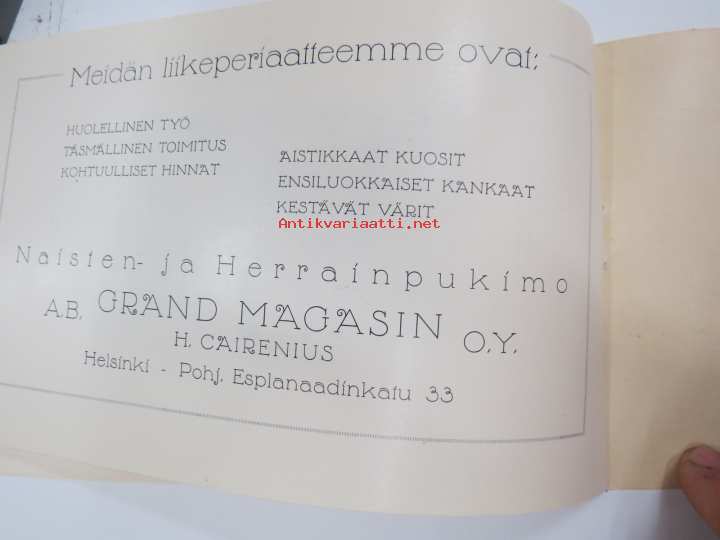 Meidän liikeperiaatteemme ovat:
HUOLELLINEN TYÖ
TÄSMÄLLINEN TOIMITUS
KOHTUULLISET HINNAT
AISTIKKAAT KUOSIT
ENSILUOKKAISET KANKAAT
KESTÄVÄT VÄRIT
Antikvariaatti.net
Naisten- ja Herrainpukimo
A.B. GRAND MAGASIN O.Y.
H. CAIRENIUS
Helsinki - Pohj. Esplanaadinkatu 33